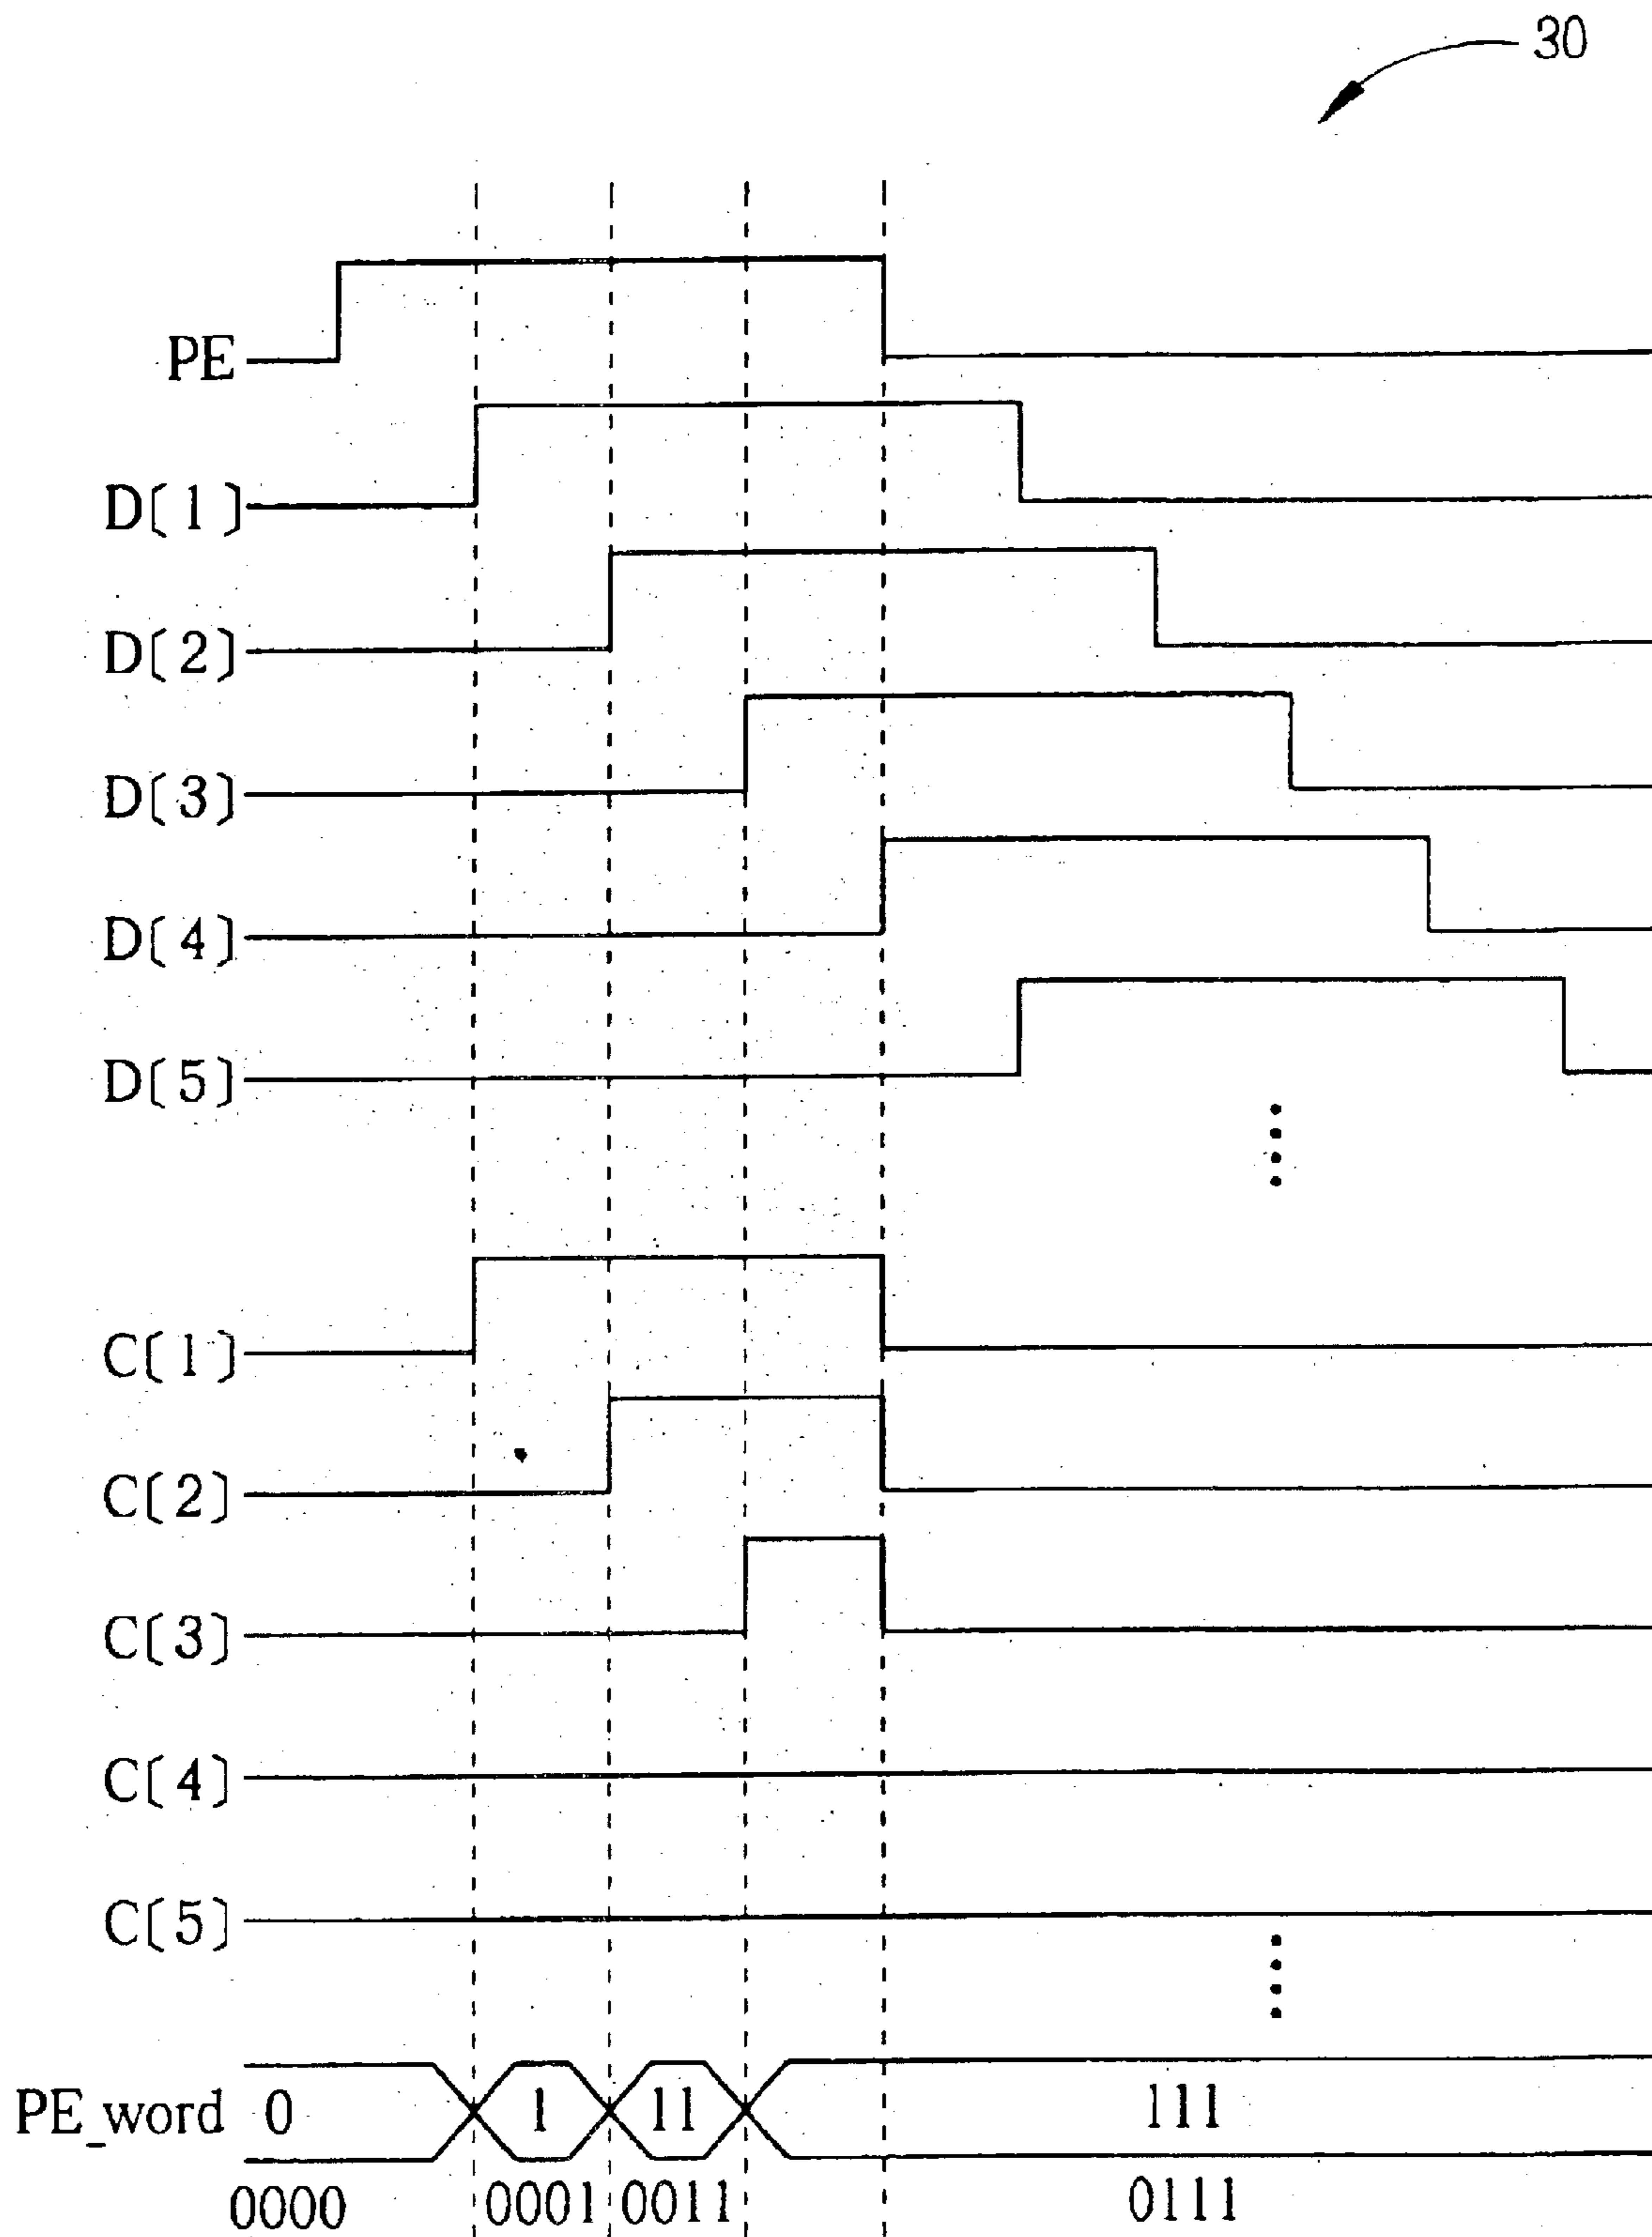 30
PE
D[1]
D[2]
D[3]
D[4]
D[5]
C[1]
C[2]
C[3]
C[4]
C[5]
PE_word 0 1 11 111
0000 0001 0011 0111